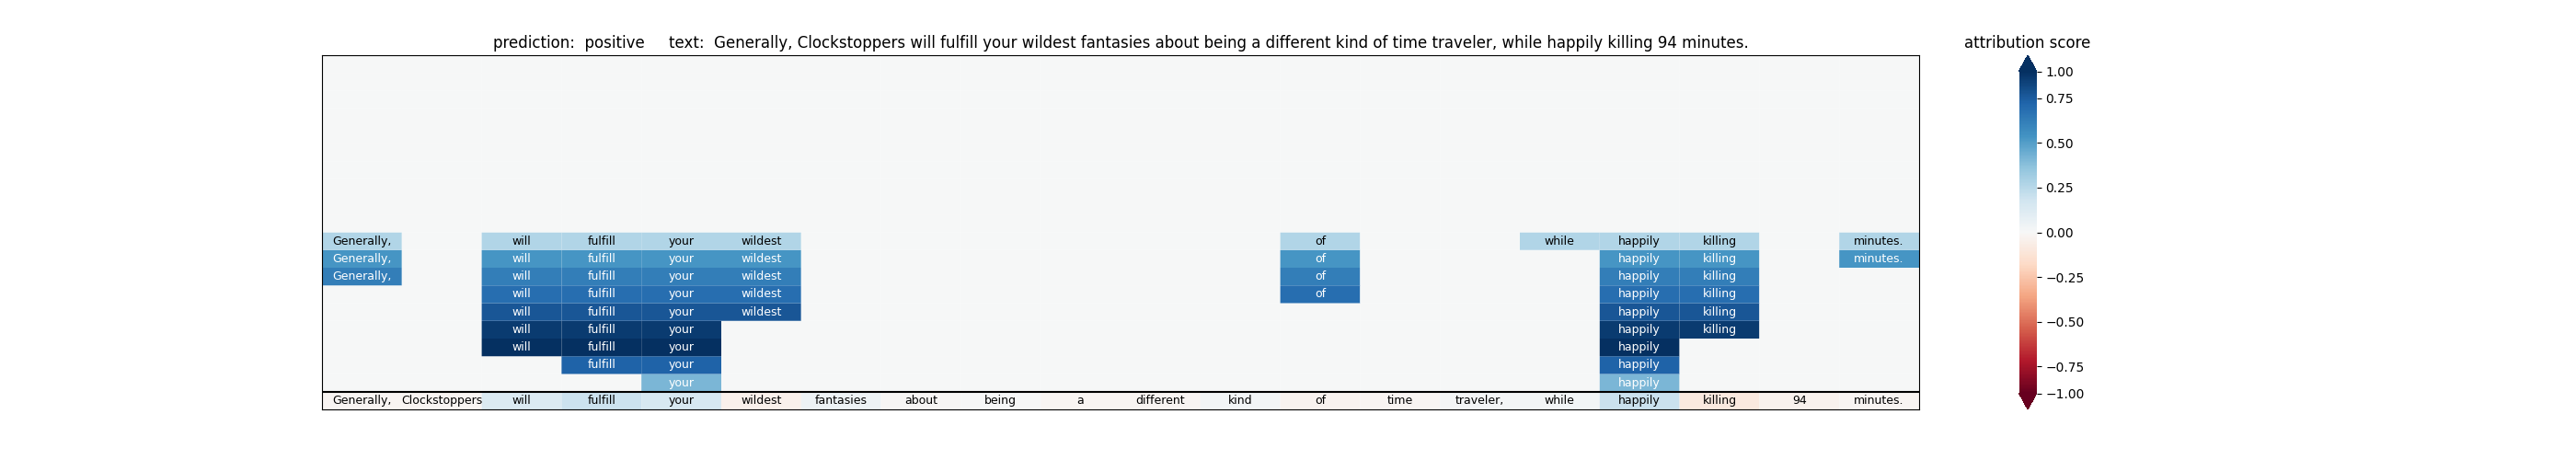 prediction: positive text: Generally, Clockstoppers will fulfill your wildest fantasies about being a different kind of time traveler, while happily killing 94 minutes.
attribution score
1.00
0.75
0.50
0.25
0.00
−0.25
−0.50
−0.75
−1.00
Generally, will fulfill your wildest of while happily killing minutes.
Generally, will fulfill your wildest of happily killing minutes.
Generally, will fulfill your wildest of happily killing
will fulfill your wildest of happily killing
will fulfill your wildest happily killing
will fulfill your happily killing
will fulfill your happily
fulfill your happily
your happily
Generally, Clockstoppers will fulfill your wildest fantasies about being a different kind of time traveler, while happily killing 94 minutes.